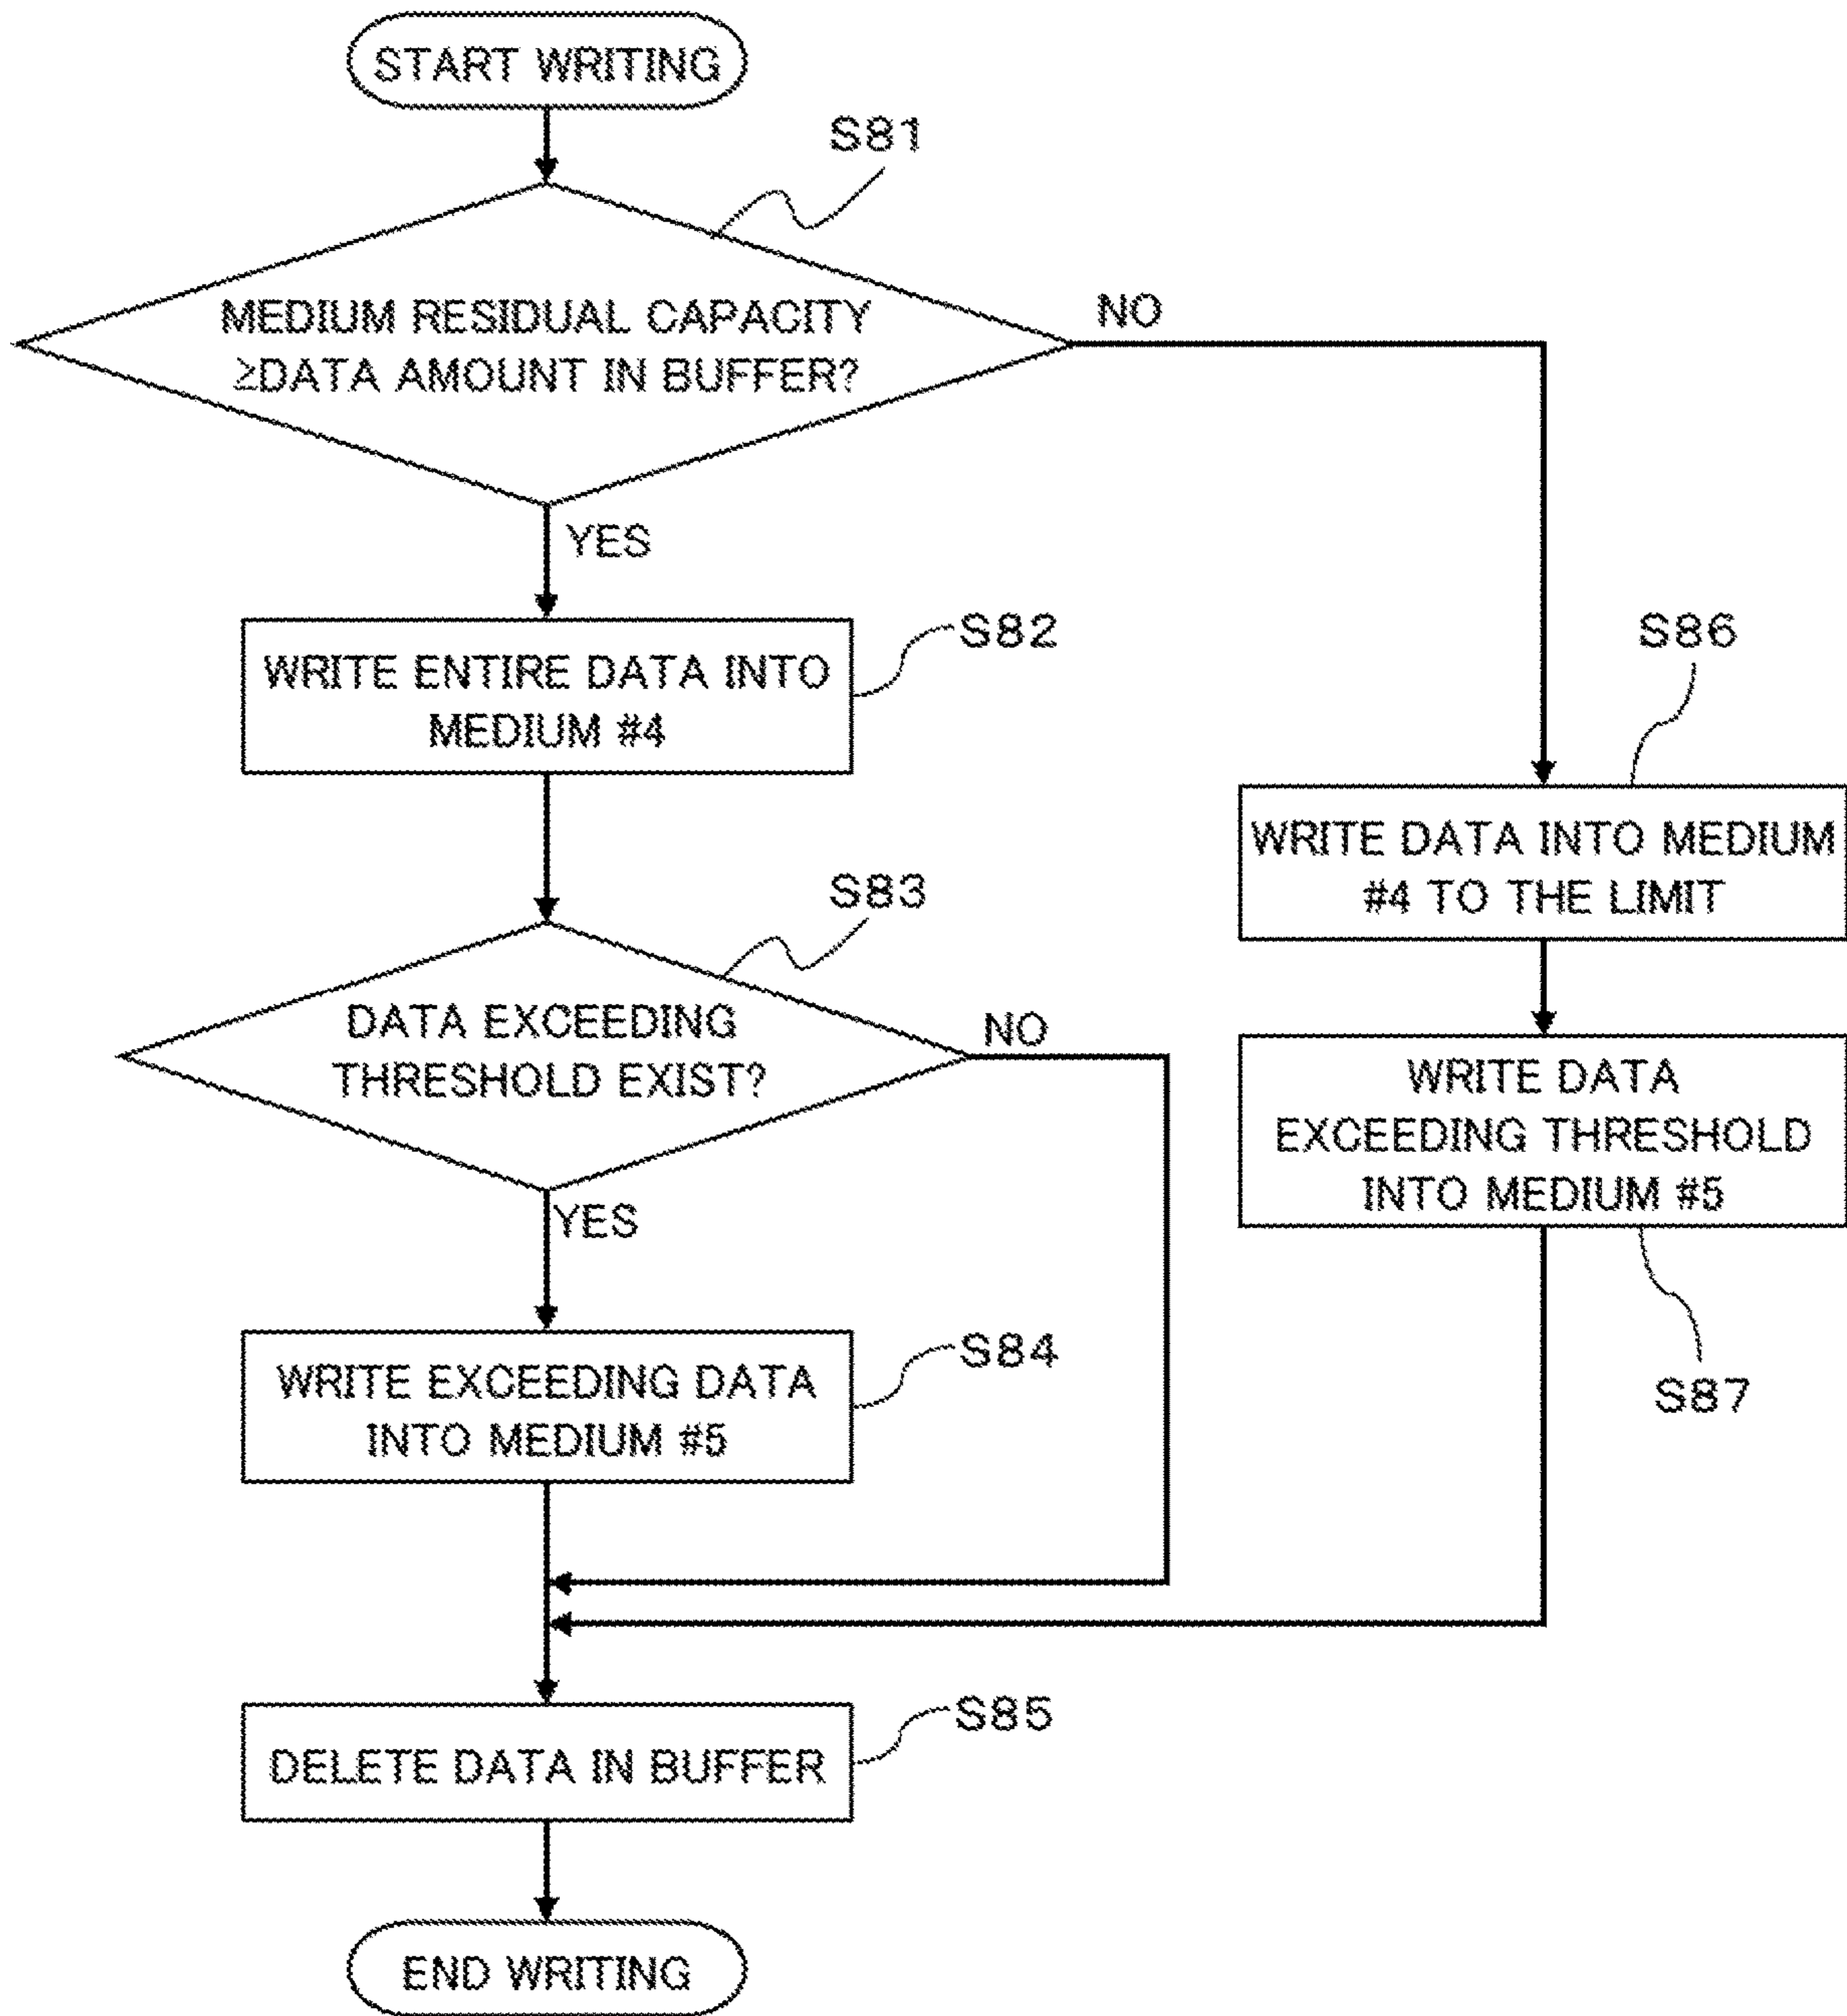 START WRITING
S81
MEDIUM RESIDUAL CAPACITY
≥DATA AMOUNT IN BUFFER?
NO
YES
S82
WRITE ENTIRE DATA INTO
MEDIUM #4
S83
DATA EXCEEDING
THRESHOLD EXIST?
NO
YES
S84
WRITE EXCEEDING DATA
INTO MEDIUM #5
S86
WRITE DATA INTO MEDIUM
#4 TO THE LIMIT
WRITE DATA
EXCEEDING THRESHOLD
INTO MEDIUM #5
S87
S85
DELETE DATA IN BUFFER
END WRITING